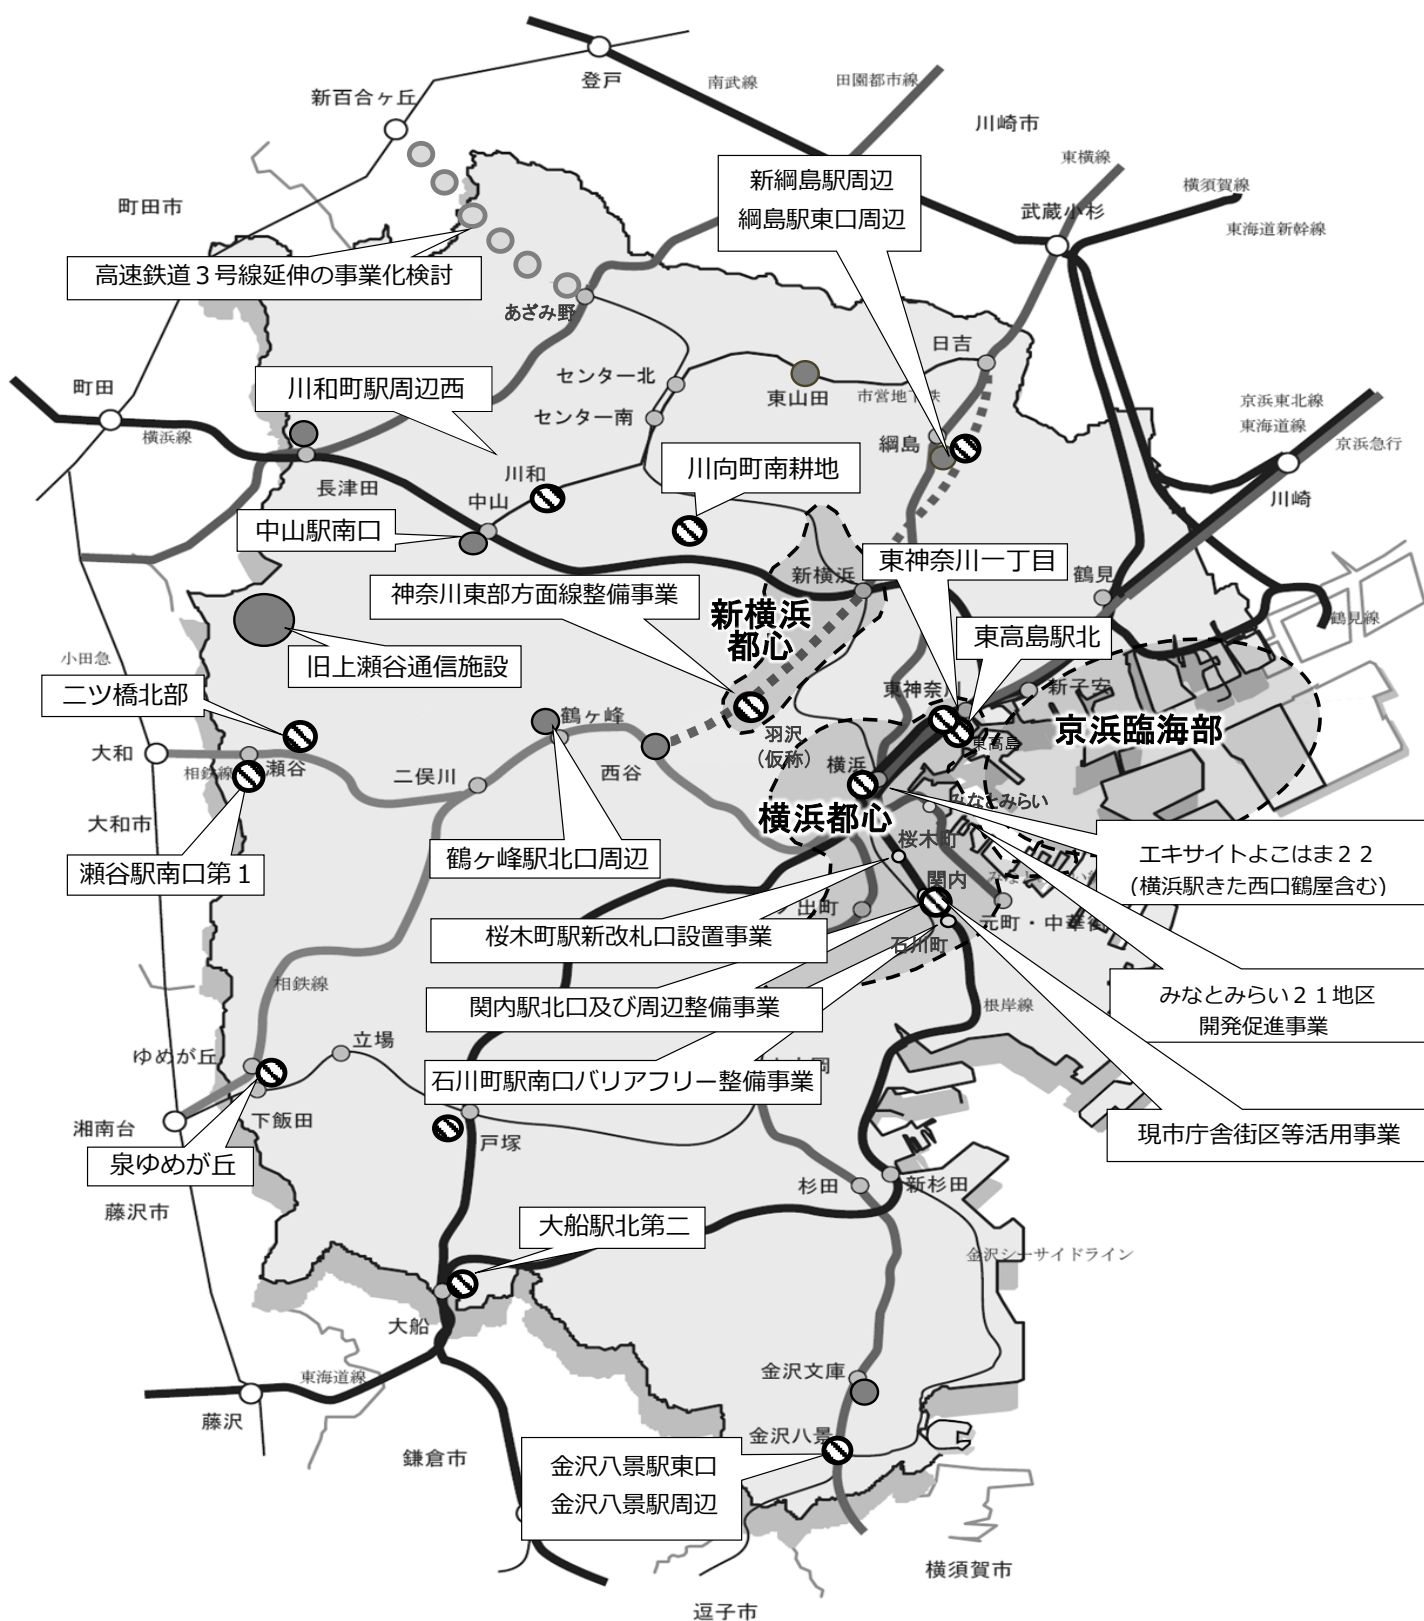 登戸
南武線
田園都市線
新百合ヶ丘
川崎市
東横線
横須賀線
東海道新幹線
武蔵小杉
町田市
新綱島駅周辺
綱島駅東口周辺
高速鉄道３号線延伸の事業化検討
あざみ野
日吉
町田
川和町駅周辺西
センター北
センター南
東山田
市営地下鉄
京浜東北線
東海道線
京浜急行
横浜線
綱島
川崎
長津田
川和
中山
川向町南耕地
中山駅南口
東神奈川一丁目
新横浜
鶴見
神奈川東部方面線整備事業
新横浜
都心
鶴見線
東高島駅北
小田急
旧上瀬谷通信施設
二ツ橋北部
東神奈川
新子安
京浜臨海部
鶴ヶ峰
羽沢
(仮称)
東高島
大和
相鉄線
瀬谷
二俣川
西谷
横浜
みなとみらい
横浜都心
大和市
桜木町
エキサイトよこはま２２
(横浜駅きた西口鶴屋含む)
鶴ヶ峰駅北口周辺
瀬谷駅南口第１
関内
出町
元町・中華街
石川町
桜木町駅新改札口設置事業
相鉄線
関内駅北口及び周辺整備事業
根岸線
みなとみらい２１地区
開発促進事業
ゆめが丘
立場
石川町駅南口バリアフリー整備事業
湘南台
下飯田
戸塚
現市庁舎街区等活用事業
泉ゆめが丘
杉田
新杉田
藤沢市
大船駅北第二
金沢シーサイドライン
大船
東海道線
金沢文庫
藤沢
鎌倉市
金沢八景
金沢八景駅東口
金沢八景駅周辺
横須賀市
逗子市